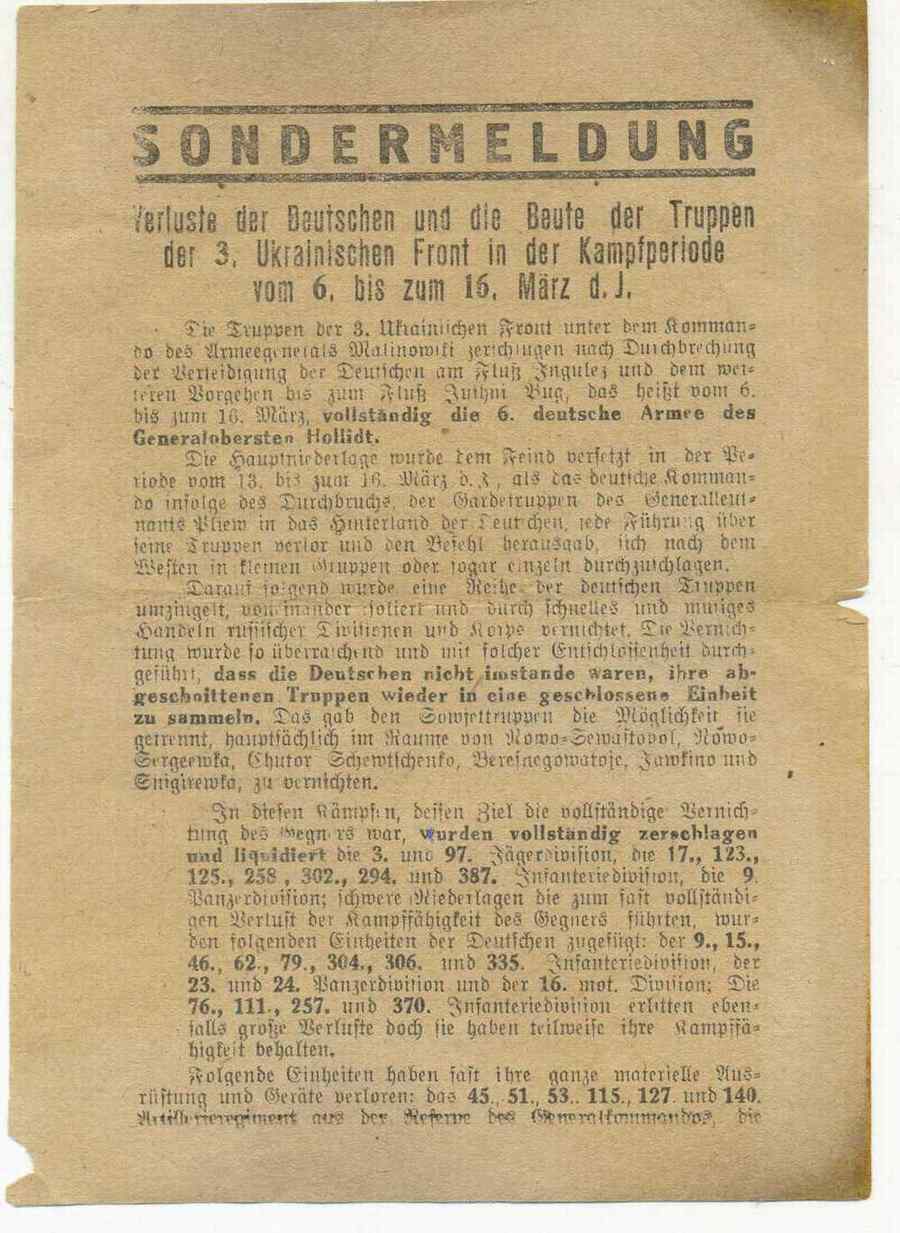 SONDERMELDUNG
Verluste der Deutschen und die Beute der Truppen
der 3. Ukrainischen Front in der Kampfperiode
vom 6. bis zum 16. März d. J.
Die Truppen der 3. Ukrainischen Front unter dem Komman-
do des Armeegenerals Malinowski zerschlugen nach Durchbrechung
der Verteidigung der Deutschen am Fluß Ingulez und dem wei-
teren Vorgehen bis zum Fluß Juthny Bug, das heißt vom 6.
bis zum 16. März, vollständig die 6. deutsche Armee des
Generalobersten Hollidt.
Die Hauptniederlage wurde dem Feind versetzt in der Pe-
riode vom 13. bis zum 16. März d. J., als das deutsche Komman-
do infolge des Durchbruchs, der Gardetruppen des Generalleut-
nants Pliew in das Hinterland der Deutschen, jede Führung über
seine Truppen verlor und den Befehl herausgab, sich nach dem
Westen in kleinen Gruppen oder sogar einzeln durchzuschlagen.
Darauf folgend wurde eine Reihe der deutschen Truppen
umzingelt, voneinander isoliert und durch schnelles und mutiges
Handeln russischer Divisionen und Korps vernichtet. Die Vernich-
tung wurde so überraschend und mit solcher Entschlossenheit durch-
geführt, dass die Deutschen nicht imstande waren, ihre ab-
geschnittenen Truppen wieder in eine geschlossene Einheit
zu sammeln. Das gab den Sowjettruppen die Möglichkeit sie
getrennt, hauptsächlich im Raume von Nowo-Sewastopol, Nowo-
Sergeewka, Chutor Schewtschenko, Beresnegowatoje, Jawkino und
Snigirewka, zu vernichten.
In diesen Kämpfen, dessen Ziel die vollständige Vernich-
tung des Gegners war, wurden vollständig zerschlagen
und liquidiert die 3. und 97. Jägerdivision, die 17., 123.,
125., 258., 302., 294. und 387. Infanteriedivision, die 9.
Panzerdivision; schwere Niederlagen die zum fast vollständi-
gen Verlust der Kampffähigkeit des Gegners führten, wur-
den folgenden Einheiten der Deutschen zugefügt: der 9., 15.,
46., 62., 79., 304., 306. und 335. Infanteriedivision, der
23. und 24. Panzerdivision und der 16. mot. Division; Die
76., 111., 257. und 370. Infanteriedivision erlitten eben-
falls große Verluste doch sie haben teilweise ihre Kampffä-
higkeit behalten.
Folgende Einheiten haben fast ihre ganze materielle Aus-
rüstung und Geräte verloren: das 45., 51., 53.. 115., 127. und 140.
Artillerieregiment aus der Reserve des Generalkommandos, die